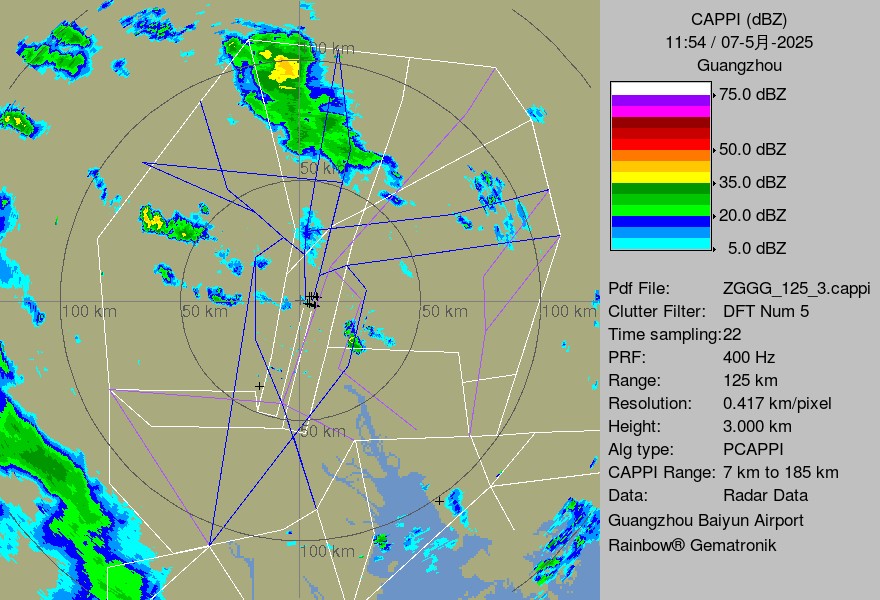 CAPPI (dBZ)
11:54 / 07-5月-2025
Guangzhou
75.0 dBZ
50.0 dBZ
35.0 dBZ
20.0 dBZ
5.0 dBZ
Pdf File: ZGGG_125_3.cappi
Clutter Filter: DFT Num 5
Time sampling:22
PRF: 400 Hz
Range: 125 km
Resolution: 0.417 km/pixel
Height: 3.000 km
Alg type: PCAPPI
CAPPI Range: 7 km to 185 km
Data: Radar Data
Guangzhou Baiyun Airport
Rainbow® Gematronik
100 km
50 km
100 km
50 km
50 km
100 km
50 km
100 km